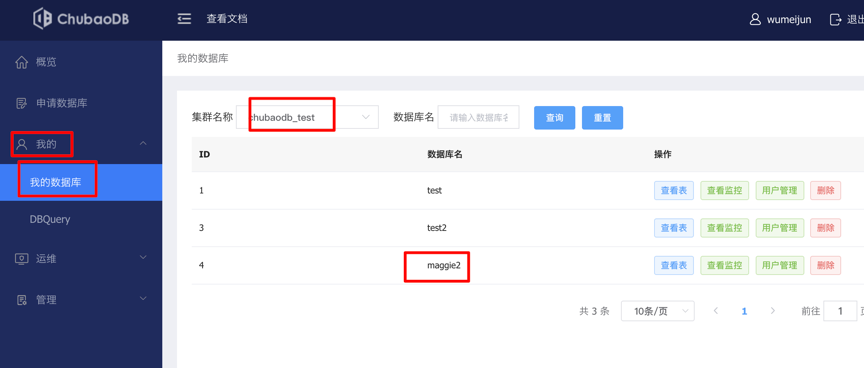 ChubaoDB
查看文档
wumeijun
退出
概览
申请数据库
我的
我的数据库
DBQuery
运维
管理
我的数据库
集群名称 chubaodb_test 数据库名 请输入数据库名 查询 重置
ID 数据库名 操作
1 test 查看表 查看监控 用户管理 删除
3 test2 查看表 查看监控 用户管理 删除
4 maggie2 查看表 查看监控 用户管理 删除
共 3 条 10条/页 1 前往 1